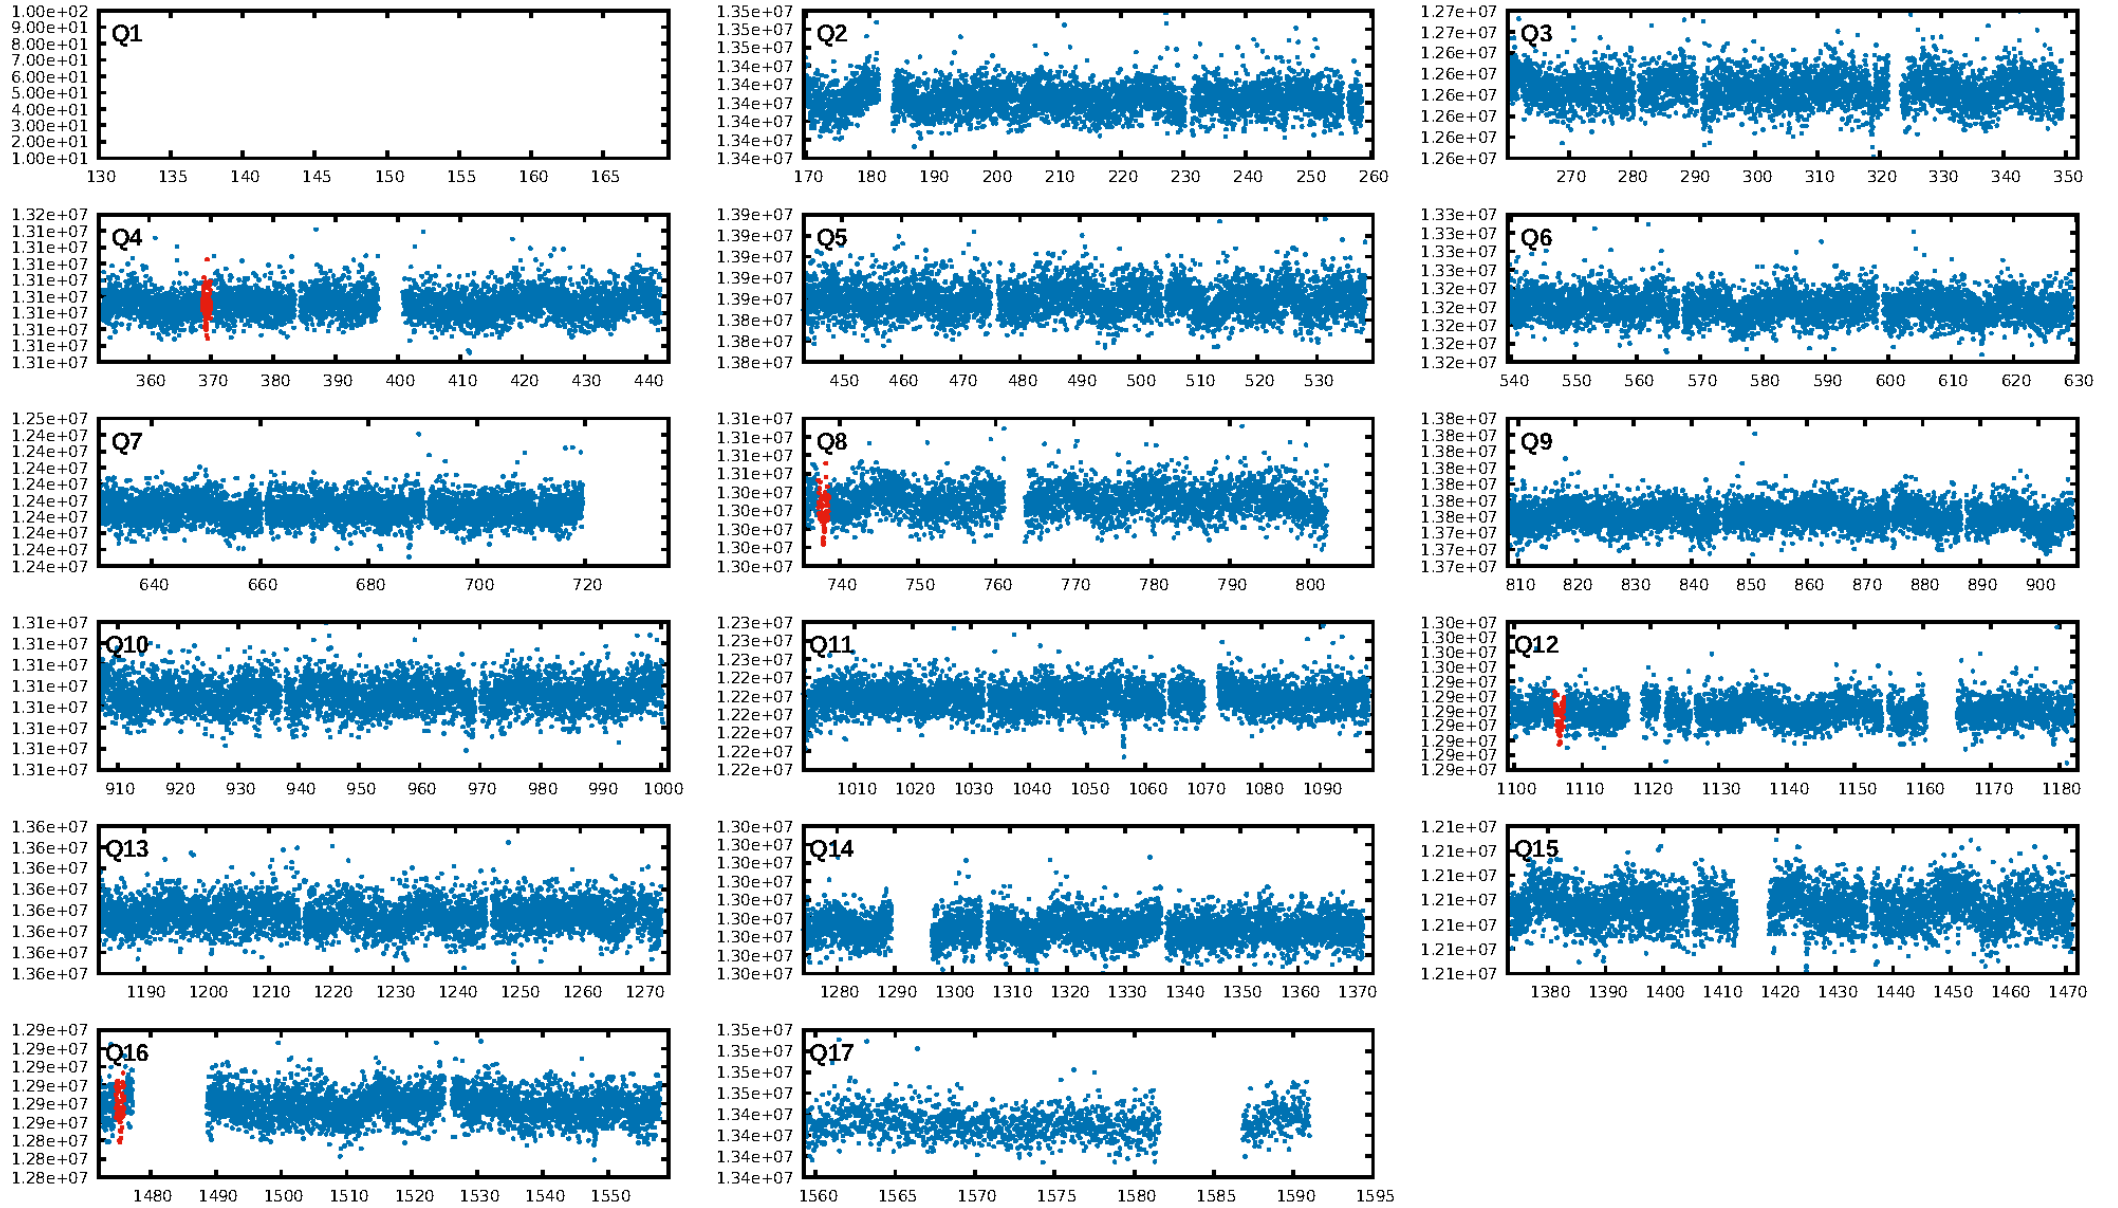 1.00e+02 9.00e+01 8.00e+01 7.00e+01 6.00e+01 5.00e+01 4.00e+01 3.00e+01 2.00e+01 1.00e+01
Q1
130 135 140 145 150 155 160 165
1.35e+07 1.35e+07 1.35e+07 1.34e+07 1.34e+07 1.34e+07 1.34e+07 1.34e+07 1.34e+07
Q2
170 180 190 200 210 220 230 240 250 260
1.27e+07 1.27e+07 1.26e+07 1.26e+07 1.26e+07 1.26e+07 1.26e+07 1.26e+07
Q3
270 280 290 300 310 320 330 340 350
1.32e+07 1.31e+07 1.31e+07 1.31e+07 1.31e+07 1.31e+07 1.31e+07 1.31e+07 1.31e+07 1.31e+07
Q4
360 370 380 390 400 410 420 430 440
1.39e+07 1.39e+07 1.39e+07 1.39e+07 1.39e+07 1.38e+07 1.38e+07 1.38e+07
Q5
450 460 470 480 490 500 510 520 530
1.33e+07 1.33e+07 1.33e+07 1.33e+07 1.32e+07 1.32e+07 1.32e+07 1.32e+07 1.32e+07
Q6
540 550 560 570 580 590 600 610 620 630
1.25e+07 1.24e+07 1.24e+07 1.24e+07 1.24e+07 1.24e+07 1.24e+07 1.24e+07 1.24e+07 1.24e+07
Q7
640 660 680 700 720
1.31e+07 1.31e+07 1.31e+07 1.31e+07 1.30e+07 1.30e+07 1.30e+07 1.30e+07 1.30e+07
Q8
740 750 760 770 780 790 800
1.38e+07 1.38e+07 1.38e+07 1.38e+07 1.38e+07 1.38e+07 1.38e+07 1.37e+07 1.37e+07 1.37e+07
Q9
810 820 830 840 850 860 870 880 890 900
1.31e+07 1.31e+07 1.31e+07 1.31e+07 1.31e+07 1.31e+07 1.31e+07 1.31e+07
Q10
910 920 930 940 950 960 970 980 990 1000
1.23e+07 1.23e+07 1.23e+07 1.22e+07 1.22e+07 1.22e+07 1.22e+07 1.22e+07 1.22e+07
Q11
1010 1020 1030 1040 1050 1060 1070 1080 1090
1.30e+07 1.30e+07 1.30e+07 1.30e+07 1.29e+07 1.29e+07 1.29e+07 1.29e+07 1.29e+07 1.29e+07 1.29e+07
Q12
1100 1110 1120 1130 1140 1150 1160 1170 1180
1.36e+07 1.36e+07 1.36e+07 1.36e+07 1.36e+07 1.36e+07 1.36e+07 1.36e+07
Q13
1190 1200 1210 1220 1230 1240 1250 1260 1270
1.30e+07 1.30e+07 1.30e+07 1.30e+07 1.30e+07 1.30e+07 1.30e+07 1.30e+07 1.30e+07
Q14
1280 1290 1300 1310 1320 1330 1340 1350 1360 1370
1.21e+07 1.21e+07 1.21e+07 1.21e+07 1.21e+07 1.21e+07 1.21e+07
Q15
1380 1390 1400 1410 1420 1430 1440 1450 1460 1470
1.29e+07 1.29e+07 1.29e+07 1.29e+07 1.29e+07 1.29e+07 1.28e+07 1.28e+07 1.28e+07
Q16
1480 1490 1500 1510 1520 1530 1540 1550
1.35e+07 1.35e+07 1.35e+07 1.35e+07 1.34e+07 1.34e+07 1.34e+07 1.34e+07
Q17
1560 1565 1570 1575 1580 1585 1590 1595